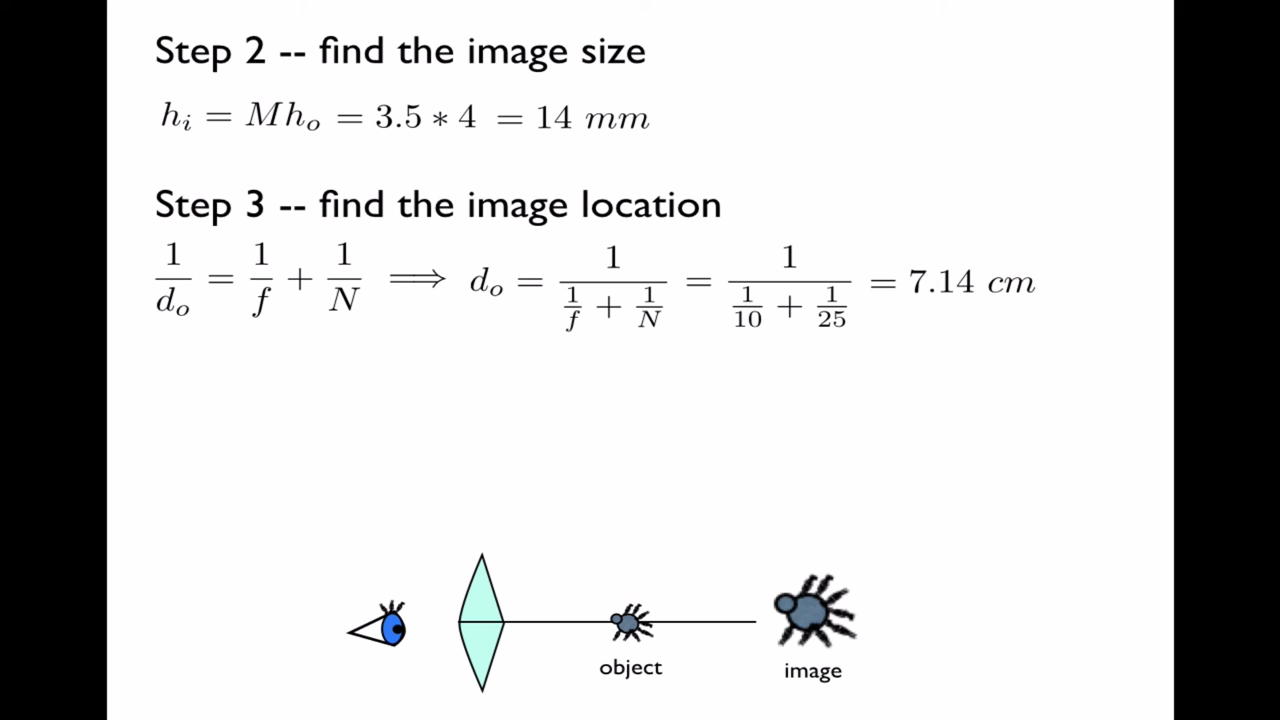 Step 2 -- find the image size
h_i = Mh_o = 3.5 * 4 = 14 mm
Step 3 -- find the image location
1/d_o = 1/f + 1/N ⟹ d_o = 1/(1/f + 1/N) = 1/(1/10 + 1/25) = 7.14 cm
object
image